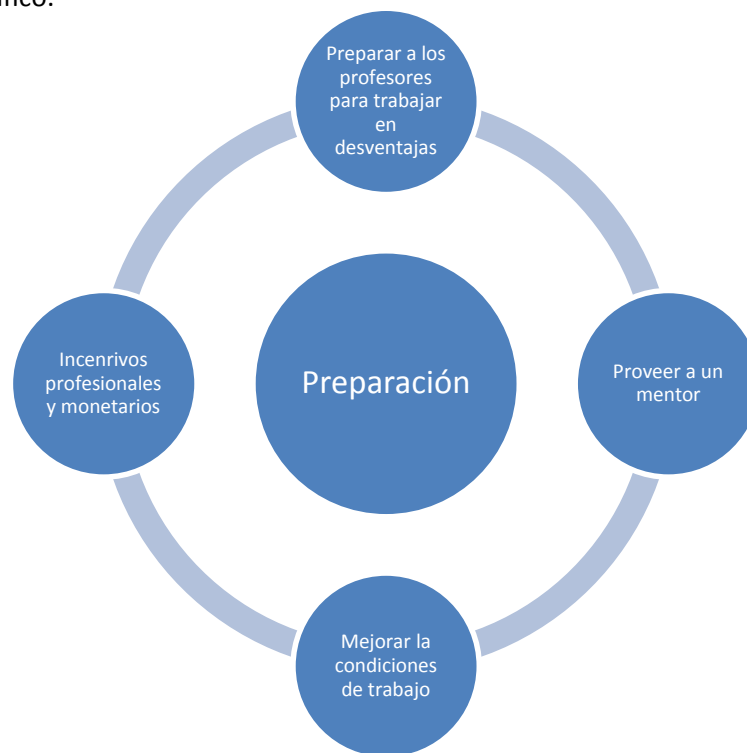 Preparar a los
profesores
para trabajar
en
desventajas
Incenrivos
profesionales
y monetarios
Preparación
Proveer a un
mentor
Mejorar la
condiciones
de trabajo